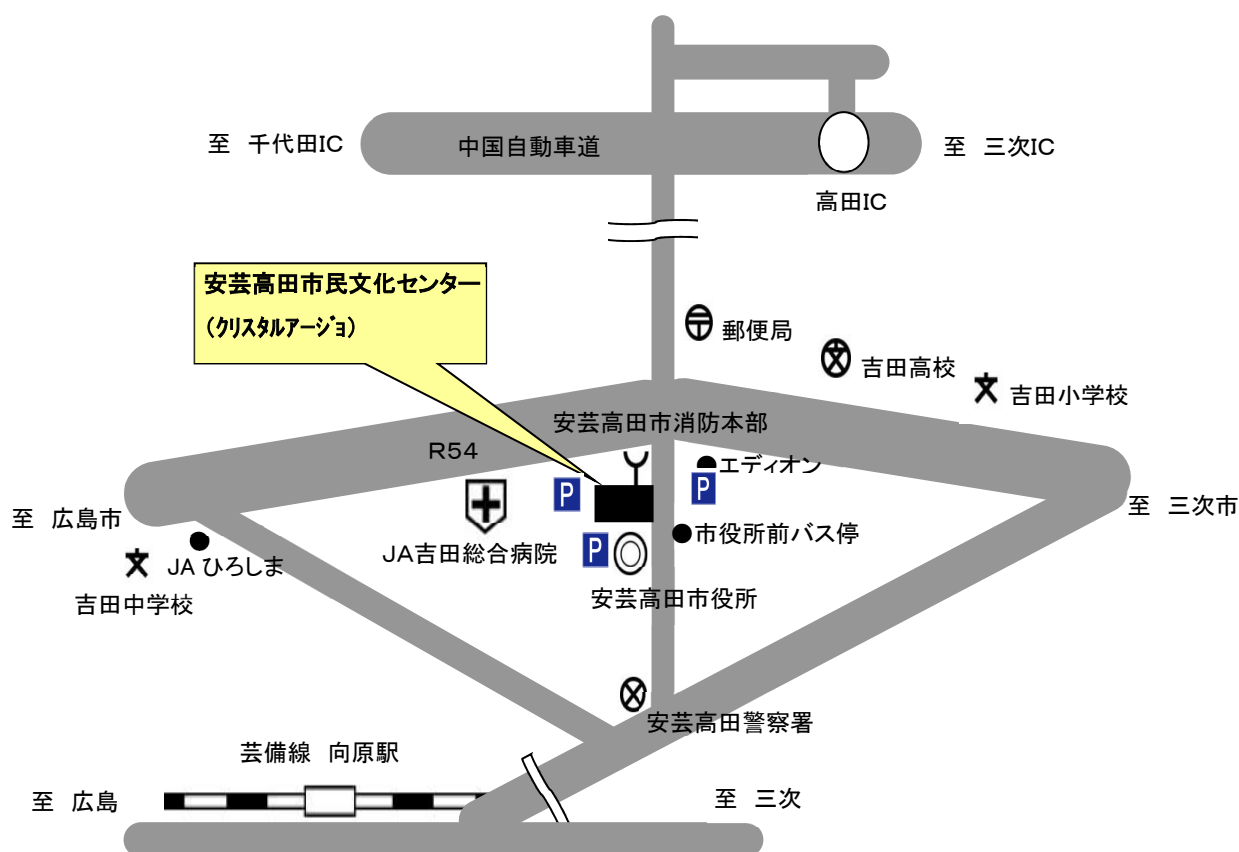 至 千代田IC
中国自動車道
至 三次IC
高田IC
安芸高田市民文化センター
(ｸﾘｽﾀﾙｱｰｼﾞｮ)
郵便局
吉田高校
吉田小学校
安芸高田市消防本部
R54
エディオン
P
P
至 広島市
至 三次市
市役所前バス停
JA吉田総合病院
P
JA ひろしま
吉田中学校
安芸高田市役所
安芸高田警察署
芸備線 向原駅
至 広島
至 三次